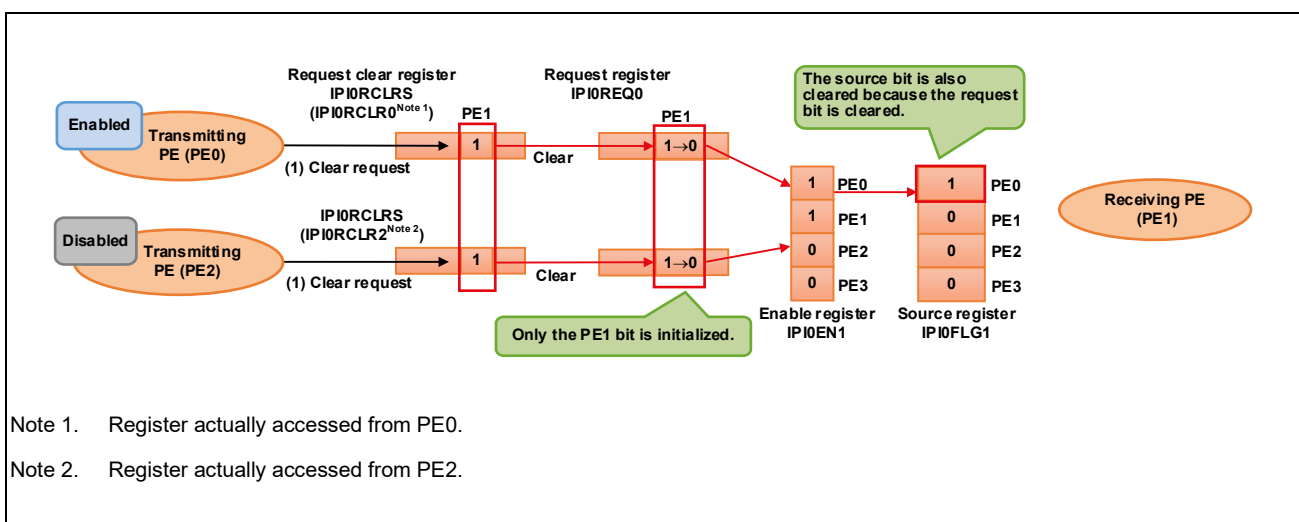 Request clear register
IPI0RCLRS
(IPI0RCLR0Note 1)
PE1
Request register
IPI0REQ0
PE1
The source bit is also
cleared because the request
bit is cleared.
Enabled
Transmitting
PE (PE0)
(1) Clear request
1
Clear
1→0
1 PE0
1 PE0
1 PE1
0 PE1
0 PE2
0 PE2
0 PE3
0 PE3
Receiving PE
(PE1)
Disabled
Transmitting
PE (PE2)
IPI0RCLRS
(IPI0RCLR2Note 2)
(1) Clear request
1
Clear
1→0
Only the PE1 bit is initialized.
Enable register
IPI0EN1
Source register
IPI0FLG1
Note 1. Register actually accessed from PE0.
Note 2. Register actually accessed from PE2.